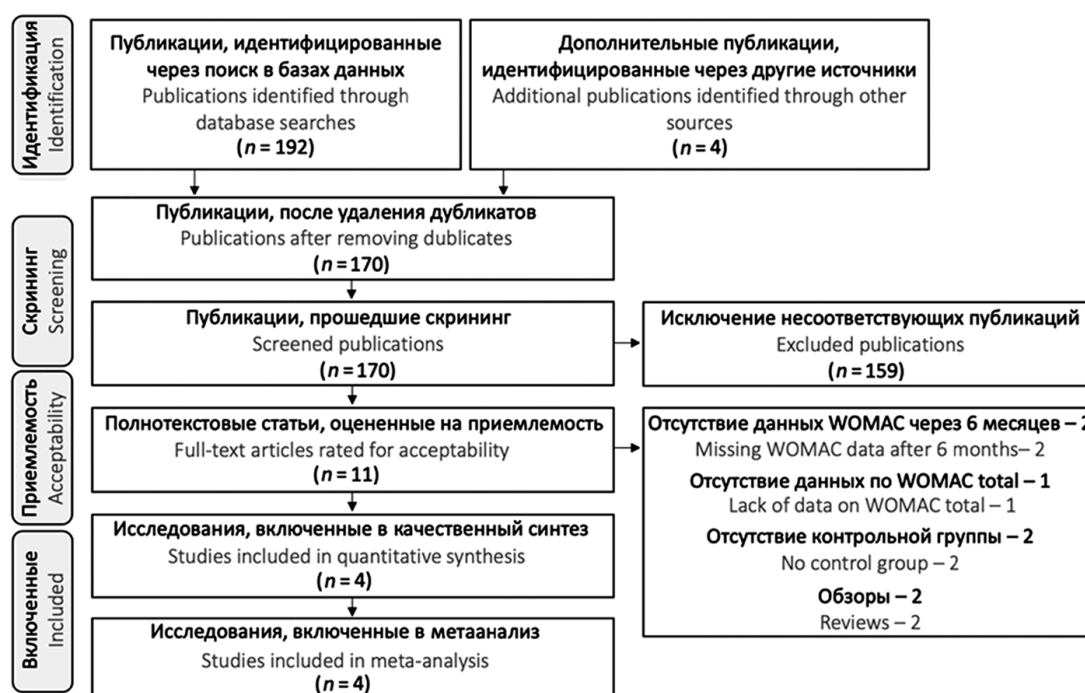 Идентификация
Identification
Публикации, идентифицированные
через поиск в базах данных
Publications identified through
database searches
(n = 192)
Дополнительные публикации,
идентифицированные через другие источники
Additional publications identified through other
sources
(n = 4)
Скрининг
Screening
Публикации, после удаления дубликатов
Publications after removing dublicates
(n = 170)
Публикации, прошедшие скрининг
Screened publications
(n = 170)
Исключение несоответствующих публикаций
Excluded publications
(n = 159)
Приемлемость
Acceptability
Полнотекстовые статьи, оцененные на приемлемость
Full-text articles rated for acceptability
(n = 11)
Отсутствие данных WOMAC через 6 месяцев – 2
Missing WOMAC data after 6 months– 2
Отсутствие данных по WOMAC total – 1
Lack of data on WOMAC total – 1
Отсутствие контрольной группы – 2
No control group – 2
Обзоры – 2
Reviews – 2
Включенные
Included
Исследования, включенные в качественный синтез
Studies included in quantitative synthesis
(n = 4)
Исследования, включенные в метаанализ
Studies included in meta-analysis
(n = 4)